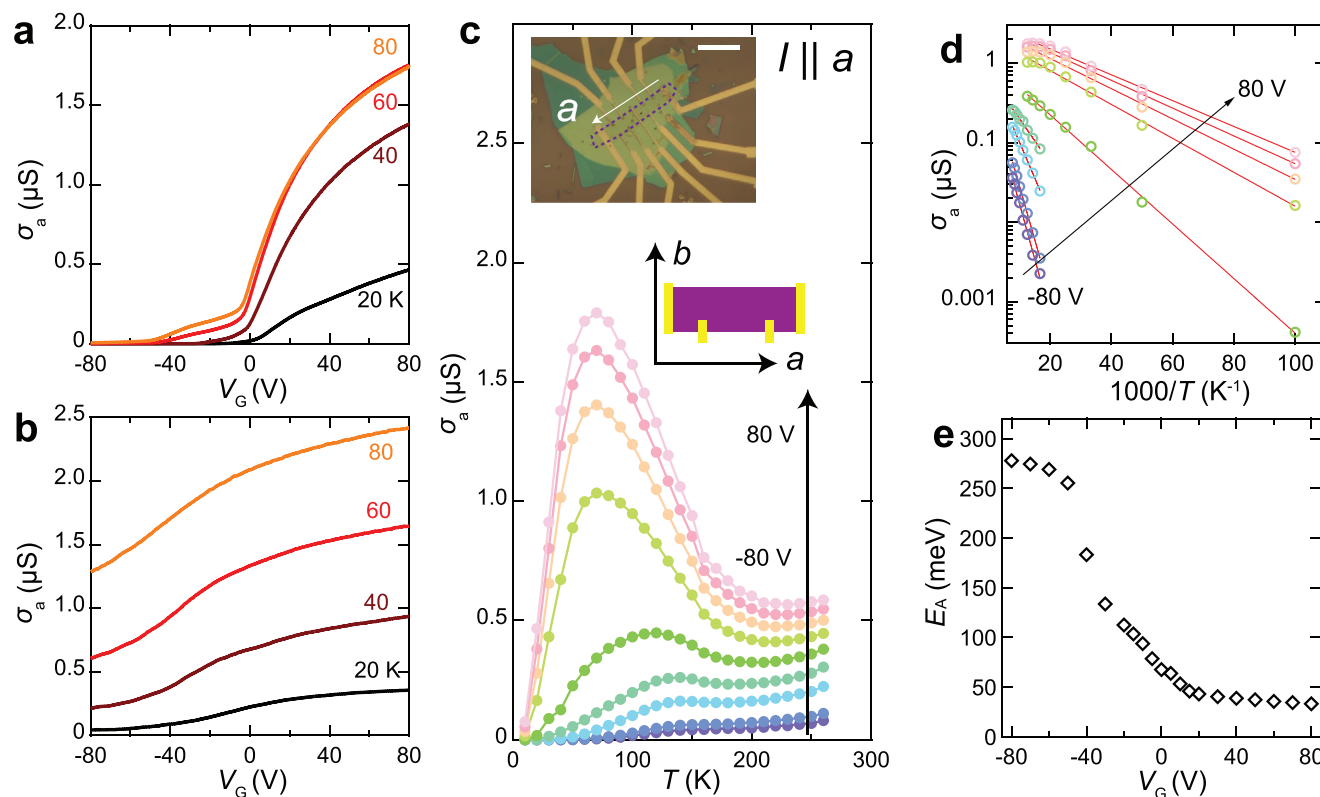 a
2.0
1.5
1.0
0.5
0
σa (µS)
80
60
40
20 K
-80
-40
0
40
80
VG (V)
b
2.5
2.0
1.5
1.0
0.5
0
σa (µS)
80
60
40
20 K
-80
-40
0
40
80
VG (V)
c
I || a
a
2.5
2.0
1.5
1.0
0.5
0
σa (µS)
b
a
80 V
-80 V
0
100
200
300
T (K)
d
1
0.1
0.001
σa (µS)
80 V
-80 V
20
40
60
80
100
1000/T (K-1)
e
300
250
200
150
100
50
0
EA (meV)
-80
-40
0
40
80
VG (V)